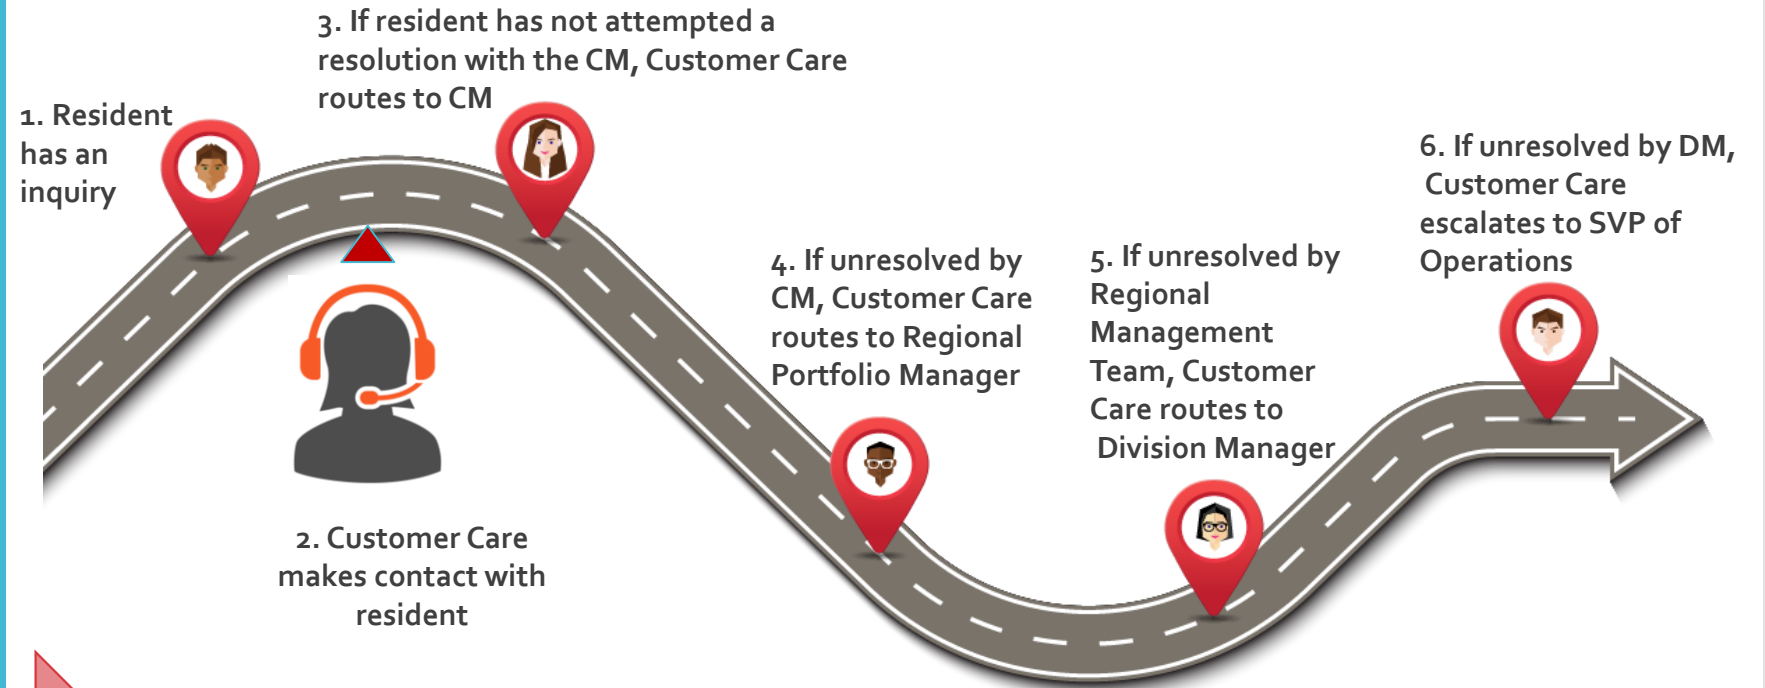 1. Resident
has an
inquiry
2. Customer Care
makes contact with
resident
3. If resident has not attempted a
resolution with the CM, Customer Care
routes to CM
4. If unresolved by
CM, Customer Care
routes to Regional
Portfolio Manager
5. If unresolved by
Regional
Management
Team, Customer
Care routes to
Division Manager
6. If unresolved by DM,
Customer Care
escalates to SVP of
Operations